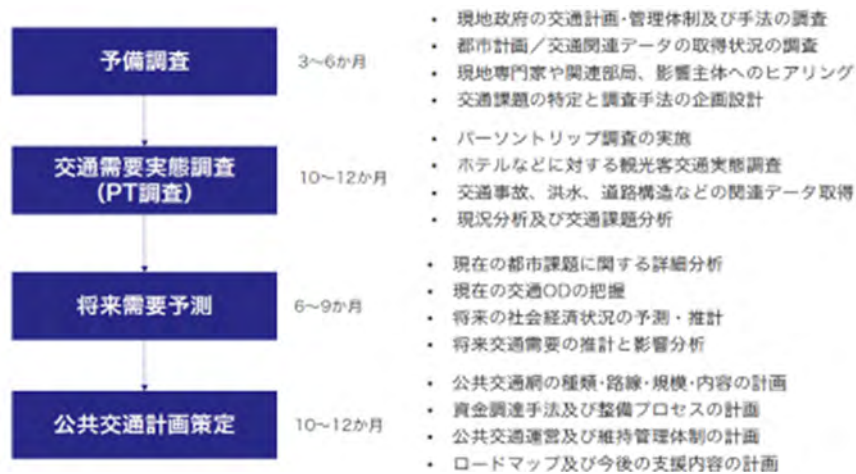 予備調査
3～6か月
・ 現地政府の交通計画･管理体制及び手法の調査
・ 都市計画／交通関連データの取得状況の調査
・ 現地専門家や関連部局、影響主体へのヒアリング
・ 交通課題の特定と調査手法の企画設計
交通需要実態調査
(PT調査)
10～12か月
・ パーソントリップ調査の実施
・ ホテルなどに対する観光客交通実態調査
・ 交通事故、洪水、道路構造などの関連データ取得
・ 現況分析及び交通課題分析
将来需要予測
6～9か月
・ 現在の都市課題に関する詳細分析
・ 現在の交通ODの把握
・ 将来の社会経済状況の予測・推計
・ 将来交通需要の推計と影響分析
公共交通計画策定
10～12か月
・ 公共交通網の種類･路線･規模･内容の計画
・ 資金調達手法及び整備プロセスの計画
・ 公共交通運営及び維持管理体制の計画
・ ロードマップ及び今後の支援内容の計画